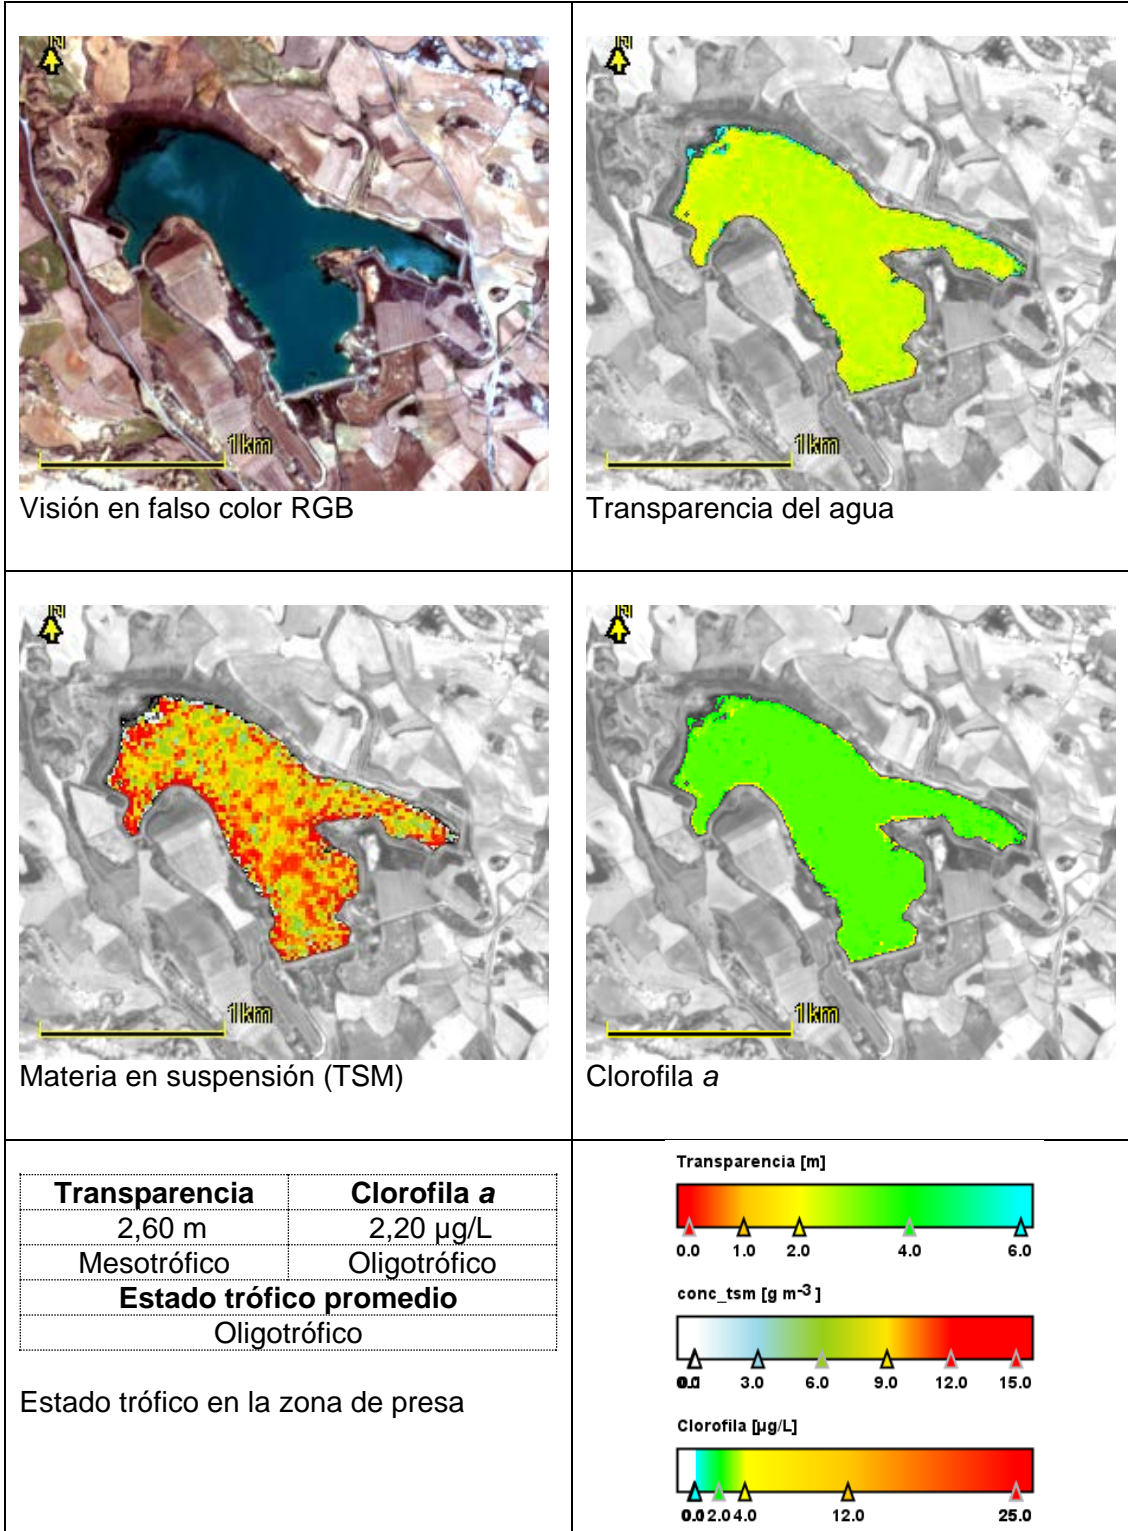 N
1km
Visión en falso color RGB
N
1km
Transparencia del agua
N
1km
Materia en suspensión (TSM)
N
1km
Clorofila a
Transparencia Clorofila a
2,60 m 2,20 µg/L
Mesotrófico Oligotrófico
Estado trófico promedio
Oligotrófico
Estado trófico en la zona de presa
Transparencia [m]
0.0 1.0 2.0 4.0 6.0
conc_tsm [g m-3]
3.0 6.0 9.0 12.0 15.0
Clorofila [µg/L]
0.0 2.0 4.0 12.0 25.0